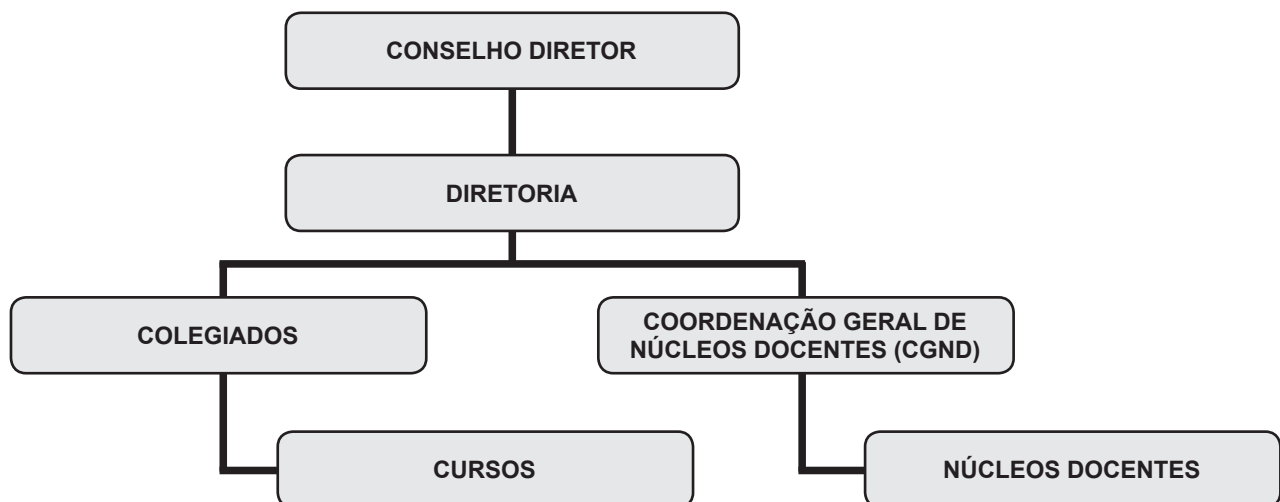 CONSELHO DIRETOR
DIRETORIA
COLEGIADOS
COORDENAÇÃO GERAL DE
NÚCLEOS DOCENTES (CGND)
CURSOS
NÚCLEOS DOCENTES